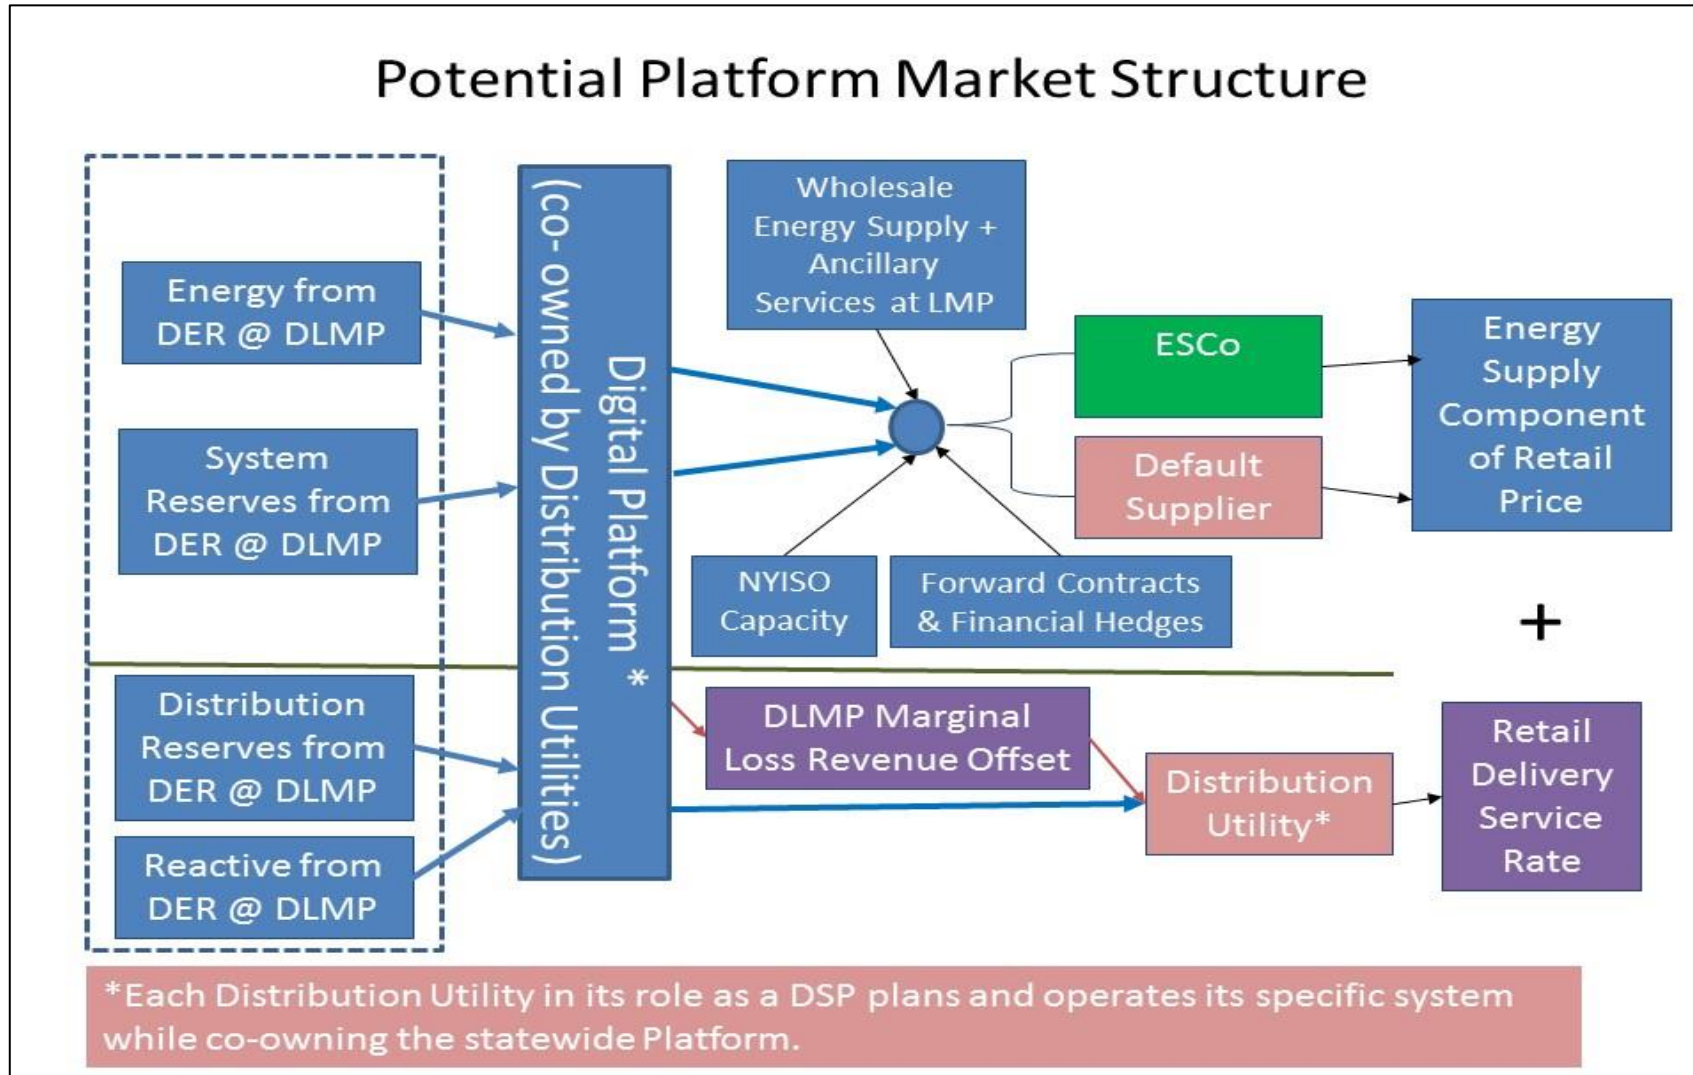 Potential Platform Market Structure
Energy from
DER @ DLMP
System
Reserves from
DER @ DLMP
Distribution
Reserves from
DER @ DLMP
Reactive from
DER @ DLMP
Digital Platform *
(co- owned by Distribution Utilities)
Wholesale
Energy Supply +
Ancillary
Services at LMP
NYISO
Capacity
Forward Contracts
& Financial Hedges
ESCo
Default
Supplier
Energy
Supply
Component
of Retail
Price
+
DLMP Marginal
Loss Revenue Offset
Distribution
Utility*
Retail
Delivery
Service
Rate
*Each Distribution Utility in its role as a DSP plans and operates its specific system
while co-owning the statewide Platform.